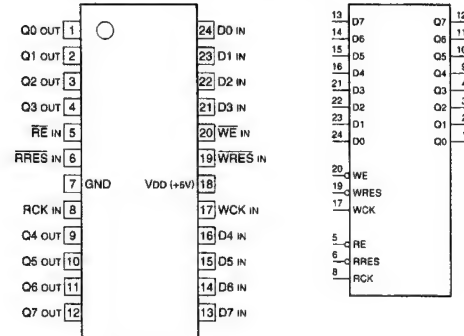 Q0 OUT 1 24 D0 IN
Q1 OUT 2 23 D1 IN
Q2 OUT 3 22 D2 IN
Q3 OUT 4 21 D3 IN
RE IN 5 20 WE IN
RRES IN 6 19 WRES IN
7 GND VDD (+5V) 18
RCK IN 8 17 WCK IN
Q4 OUT 9 16 D4 IN
Q5 OUT 10 15 D5 IN
Q6 OUT 11 14 D6 IN
Q7 OUT 12 13 D7 IN
13 D7 Q7 12
14 D6 Q6 11
15 D5 Q5 10
16 D4 Q4 9
21 D3 Q3
22 D2 Q2
23 D1 Q1
24 D0 Q0
20 WE
19 WRES
17 WCK
5 RE
6 RRES
8 RCK